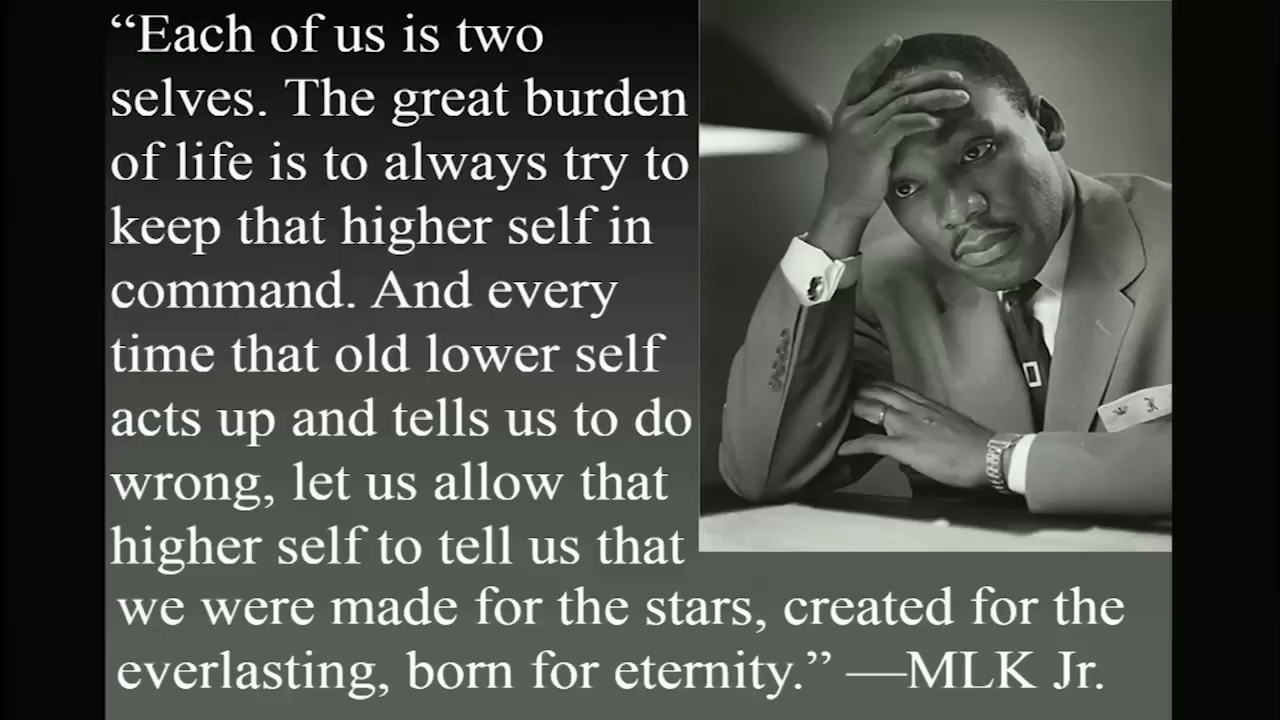 “Each of us is two
selves. The great burden
of life is to always try to
keep that higher self in
command. And every
time that old lower self
acts up and tells us to do
wrong, let us allow that
higher self to tell us that
we were made for the stars, created for the
everlasting, born for eternity.” —MLK Jr.